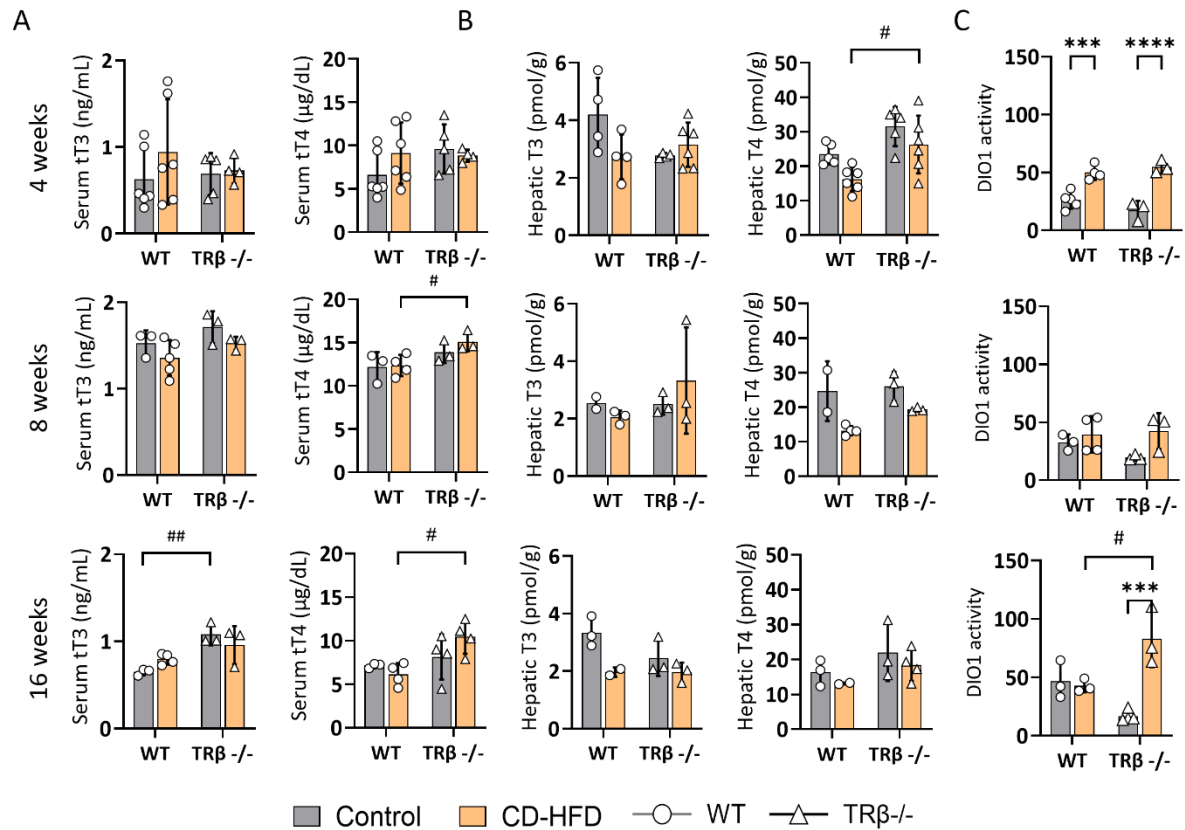 A
B
C
4 weeks
Serum tT3 (ng/mL)
2
1
0
WT
TRβ -/-
Serum tT4 (µg/dL)
20
15
10
5
0
WT
TRβ -/-
Hepatic T3 (pmol/g)
6
4
2
0
WT
TRβ -/-
Hepatic T4 (pmol/g)
50
40
30
20
10
0
#
WT
TRβ -/-
DIO1 activity
150
100
50
0
***
****
WT
TRβ -/-
8 weeks
Serum tT3 (ng/mL)
2
1
0
WT
TRβ -/-
Serum tT4 (µg/dL)
20
15
10
5
0
#
WT
TRβ -/-
Hepatic T3 (pmol/g)
6
4
2
0
WT
TRβ -/-
Hepatic T4 (pmol/g)
50
40
30
20
10
0
WT
TRβ -/-
DIO1 activity
150
100
50
0
WT
TRβ -/-
16 weeks
Serum tT3 (ng/mL)
2
1
0
##
WT
TRβ -/-
Serum tT4 (µg/dL)
20
15
10
5
0
#
WT
TRβ -/-
Hepatic T3 (pmol/g)
6
4
2
0
WT
TRβ -/-
Hepatic T4 (pmol/g)
50
40
30
20
10
0
WT
TRβ -/-
DIO1 activity
150
100
50
0
#
***
WT
TRβ -/-
Control
CD-HFD
WT
TRβ-/-